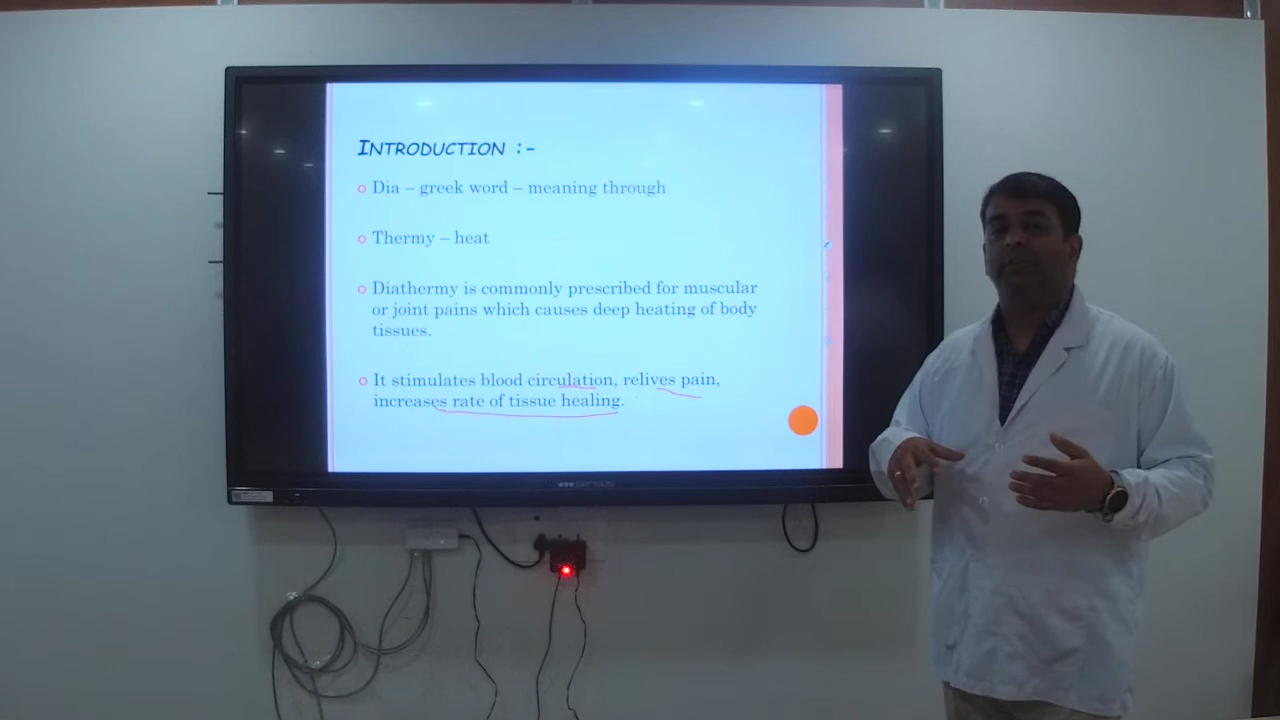 INTRODUCTION :-
Dia – greek word – meaning through
Thermy – heat
Diathermy is commonly prescribed for muscular
or joint pains which causes deep heating of body
tissues.
It stimulates blood circulation, relives pain,
increases rate of tissue healing.